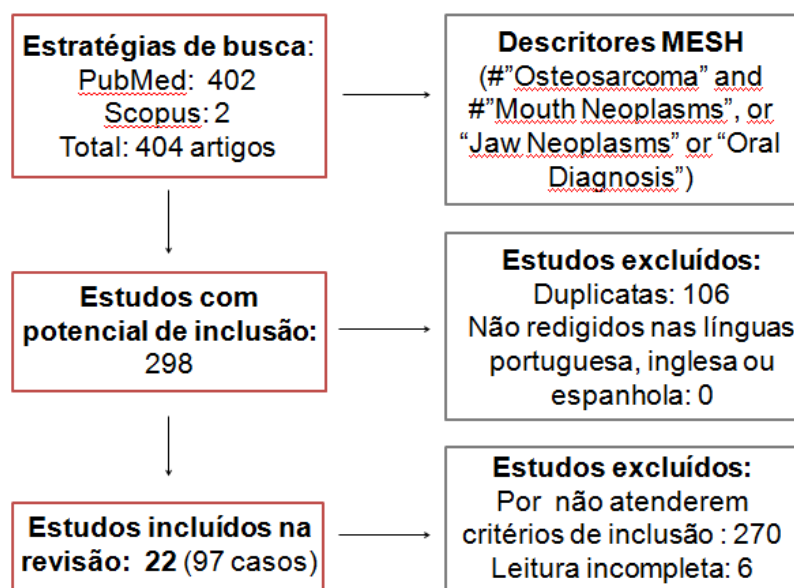 Estratégias de busca:
PubMed: 402
Scopus: 2
Total: 404 artigos
Descritores MESH
(#”Osteosarcoma” and
#”Mouth Neoplasms”, or
“Jaw Neoplasms” or “Oral
Diagnosis”)
Estudos com
potencial de inclusão:
298
Estudos excluídos:
Duplicatas: 106
Não redigidos nas línguas
portuguesa, inglesa ou
espanhola: 0
Estudos incluídos na
revisão: 22 (97 casos)
Estudos excluídos:
Por não atenderem
critérios de inclusão : 270
Leitura incompleta: 6